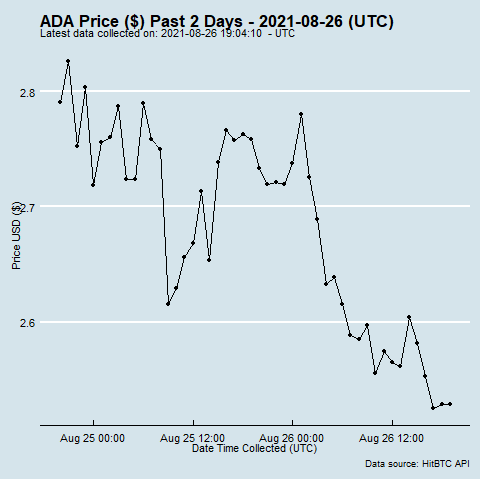 ADA Price ($) Past 2 Days - 2021-08-26 (UTC)
Latest data collected on: 2021-08-26 19:04:10 - UTC
2.8
2.7
2.6
Price USD ($)
Aug 25 00:00 Aug 25 12:00 Aug 26 00:00 Aug 26 12:00
Date Time Collected (UTC)
Data source: HitBTC API